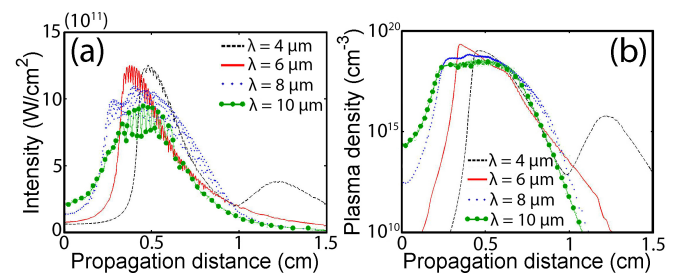 [10¹¹]
15
10
5
0
Intensity (W/cm²)
(a)
λ = 4 μm
λ = 6 μm
λ = 8 μm
λ = 10 μm
0
0.5
1
1.5
Propagation distance (cm)
10²⁰
10¹⁵
10¹⁰
Plasma density (cm⁻³)
(b)
λ = 4 μm
λ = 6 μm
λ = 8 μm
λ = 10 μm
0
0.5
1
1.5
Propagation distance (cm)